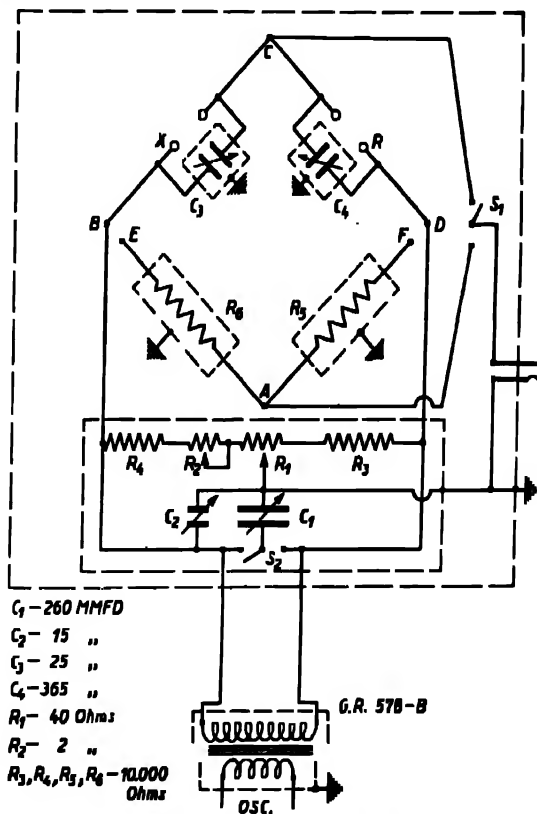 C
X
R
C3
C4
S1
B
D
E
F
R6
R5
A
R4
R2
R1
R3
C2
C1
S2
C1-260 MMFD
C2- 15 „
C3- 25 „
C4-365 „
R1- 40 Ohms
R2- 2 „
R3, R4, R5, R6-10.000
Ohms
G.R. 578-B
OSC.